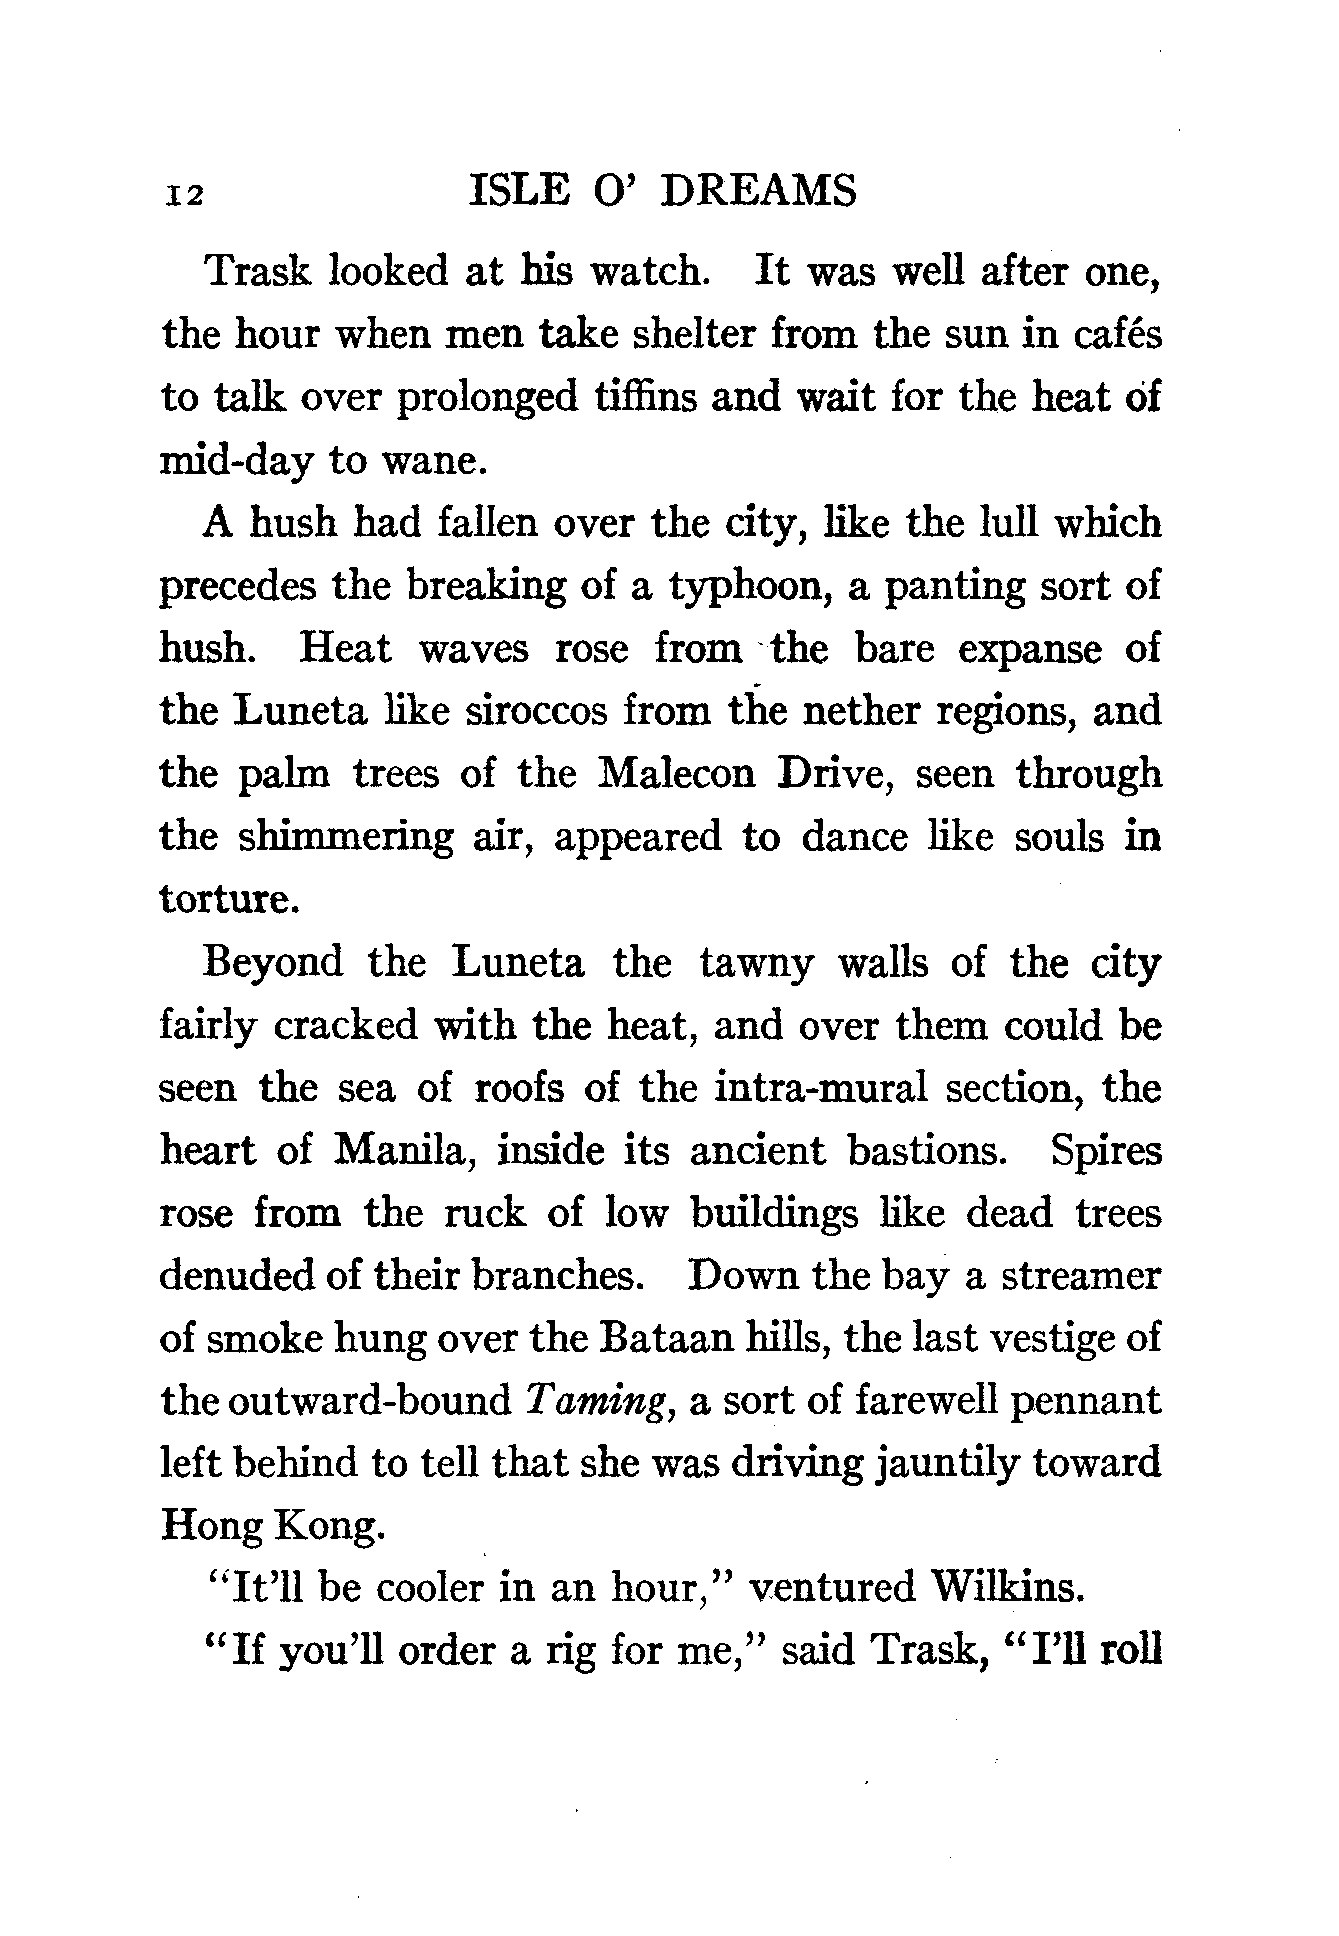 12 ISLE O’ DREAMS
Trask looked at his watch. It was well after one,
the hour when men take shelter from the sun in cafés
to talk over prolonged tiffins and wait for the heat of
mid-day to wane.
A hush had fallen over the city, like the lull which
precedes the breaking of a typhoon, a panting sort of
hush. Heat waves rose from the bare expanse of
the Luneta like siroccos from the nether regions, and
the palm trees of the Malecon Drive, seen through
the shimmering air, appeared to dance like souls in
torture.
Beyond the Luneta the tawny walls of the city
fairly cracked with the heat, and over them could be
seen the sea of roofs of the intra-mural section, the
heart of Manila, inside its ancient bastions. Spires
rose from the ruck of low buildings like dead trees
denuded of their branches. Down the bay a streamer
of smoke hung over the Bataan hills, the last vestige of
the outward-bound Taming, a sort of farewell pennant
left behind to tell that she was driving jauntily toward
Hong Kong.
“It’ll be cooler in an hour,” ventured Wilkins.
“If you’ll order a rig for me,” said Trask, “I’ll roll